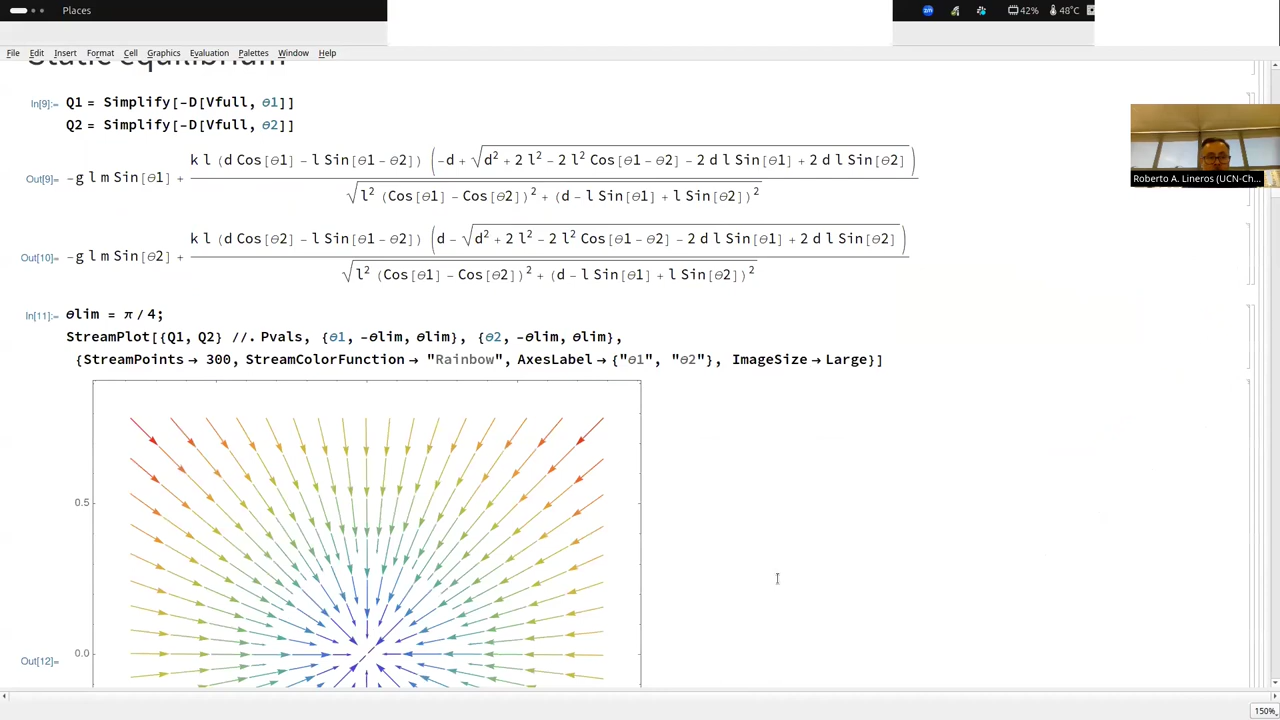 Places
zm 42% 48°C
File Edit Insert Format Cell Graphics Evaluation Palettes Window Help
Static equilibrium
In[9]:= Q1 = Simplify[-D[Vfull, θ1]]
Q2 = Simplify[-D[Vfull, θ2]]
Out[9]= -g l m Sin[θ1] + k l (d Cos[θ1] - l Sin[θ1-θ2]) (-d + √d² + 2 l² - 2 l² Cos[θ1-θ2] - 2 d l Sin[θ1] + 2 d l Sin[θ2])
√l² (Cos[θ1] - Cos[θ2])² + (d - l Sin[θ1] + l Sin[θ2])²
Out[10]= -g l m Sin[θ2] + k l (d Cos[θ2] - l Sin[θ1-θ2]) (d - √d² + 2 l² - 2 l² Cos[θ1-θ2] - 2 d l Sin[θ1] + 2 d l Sin[θ2])
√l² (Cos[θ1] - Cos[θ2])² + (d - l Sin[θ1] + l Sin[θ2])²
In[11]:= θlim = π / 4;
StreamPlot[{Q1, Q2} //. Pvals, {θ1, -θlim, θlim}, {θ2, -θlim, θlim},
{StreamPoints → 300, StreamColorFunction → "Rainbow", AxesLabel → {"θ1", "θ2"}, ImageSize → Large}]
0.5
0.0
Out[12]=
Roberto A. Lineros (UCN-Ch...
150%